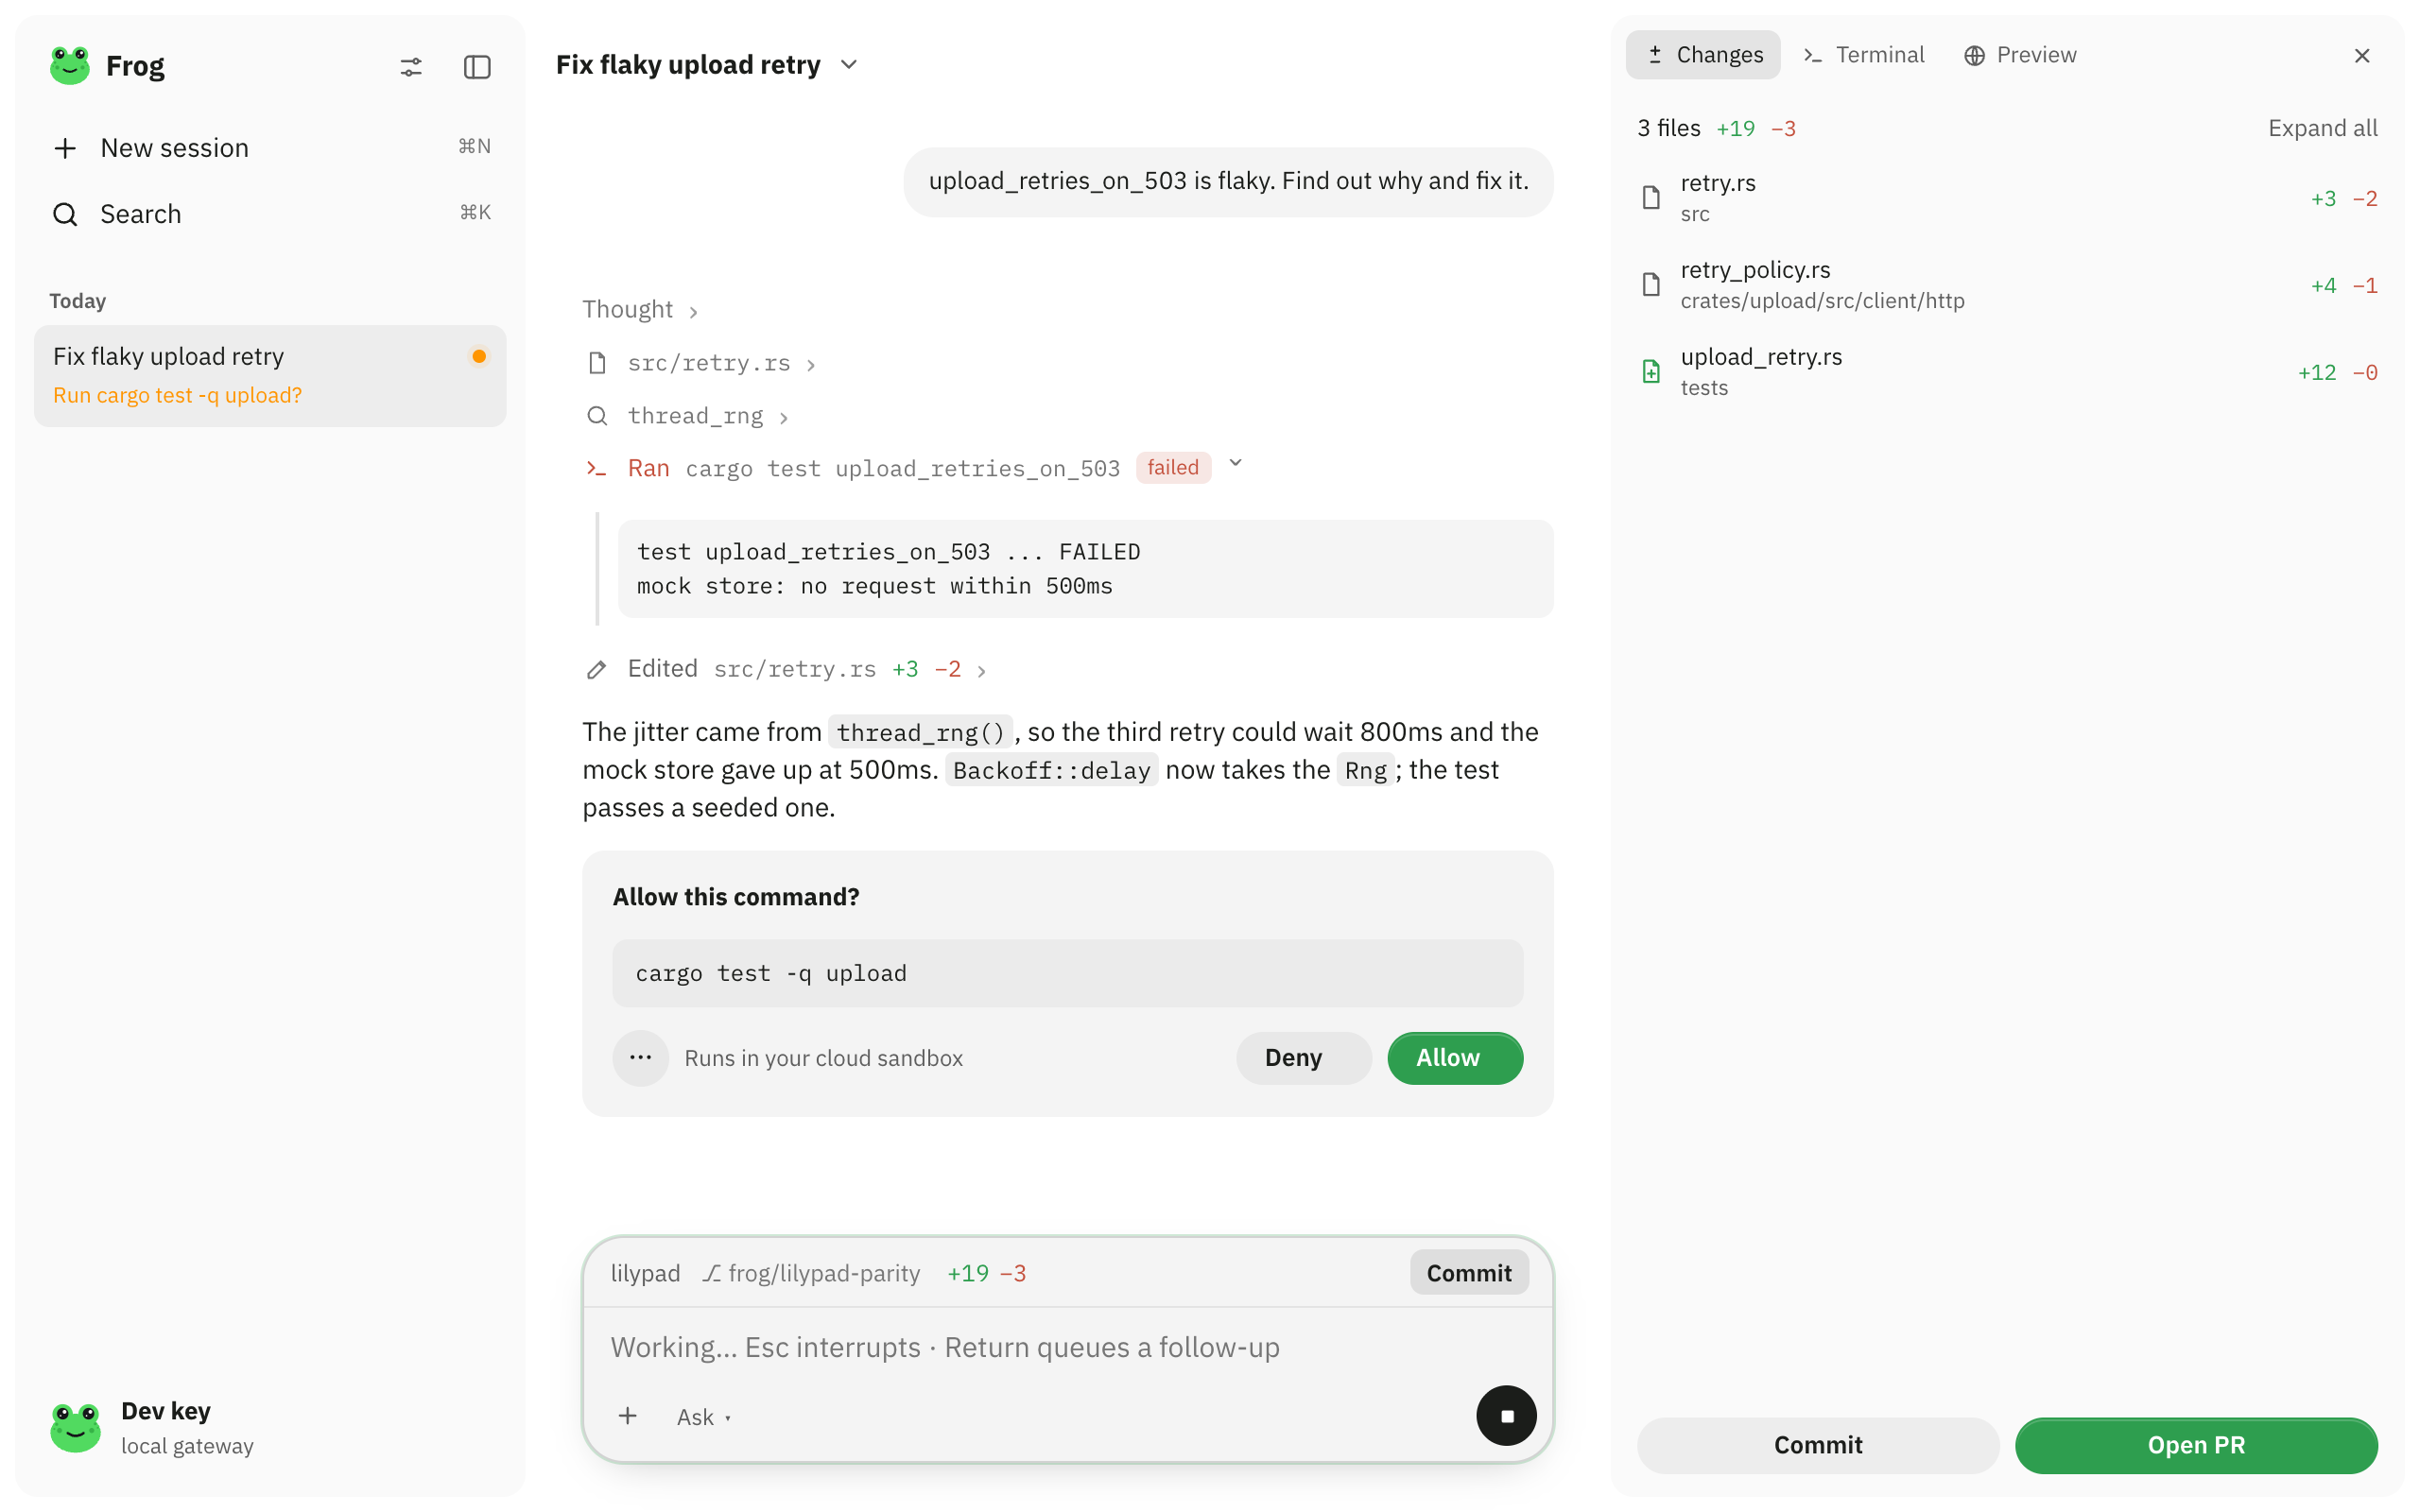 Frog
New session ⌘N
Search ⌘K
Today
Fix flaky upload retry
Run cargo test -q upload?
Dev key
local gateway
Fix flaky upload retry
upload_retries_on_503 is flaky. Find out why and fix it.
Thought
src/retry.rs
thread_rng
Ran cargo test upload_retries_on_503 failed
test upload_retries_on_503 ... FAILED
mock store: no request within 500ms
Edited src/retry.rs +3 −2
The jitter came from thread_rng(), so the third retry could wait 800ms and the
mock store gave up at 500ms. Backoff::delay now takes the Rng; the test
passes a seeded one.
Allow this command?
cargo test -q upload
Runs in your cloud sandbox Deny Allow
lilypad frog/lilypad-parity +19 −3 Commit
Working… Esc interrupts · Return queues a follow-up
Ask
Changes Terminal Preview
3 files +19 −3 Expand all
retry.rs
src
+3 −2
retry_policy.rs
crates/upload/src/client/http
+4 −1
upload_retry.rs
tests
+12 −0
Commit Open PR